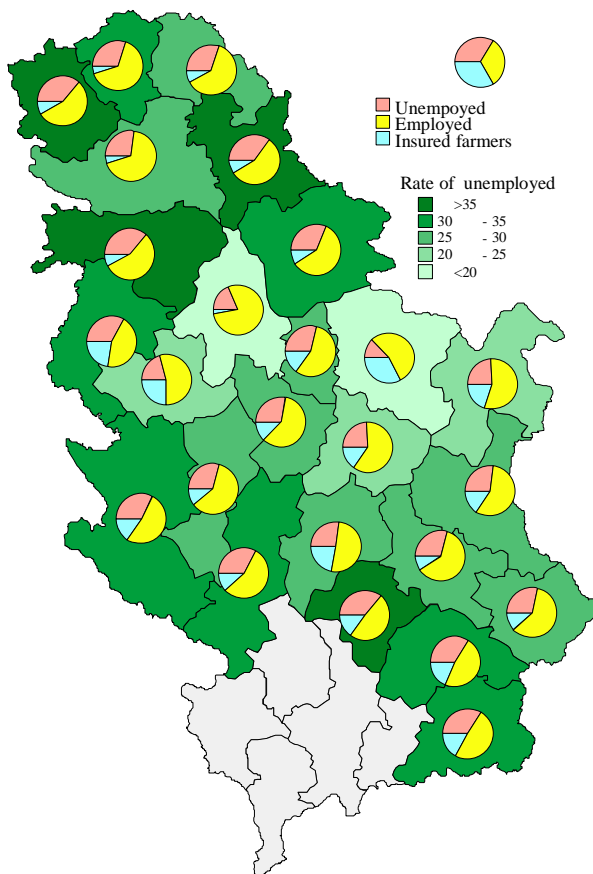 Unempoyed
Employed
Insured farmers
Rate of unemployed
>35
30 - 35
25 - 30
20 - 25
<20